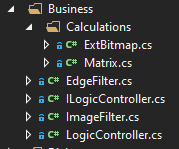 Business
Calculations
C# ExtBitmap.cs
C# Matrix.cs
C# EdgeFilter.cs
C# ILogicController.cs
C# ImageFilter.cs
C# LogicController.cs